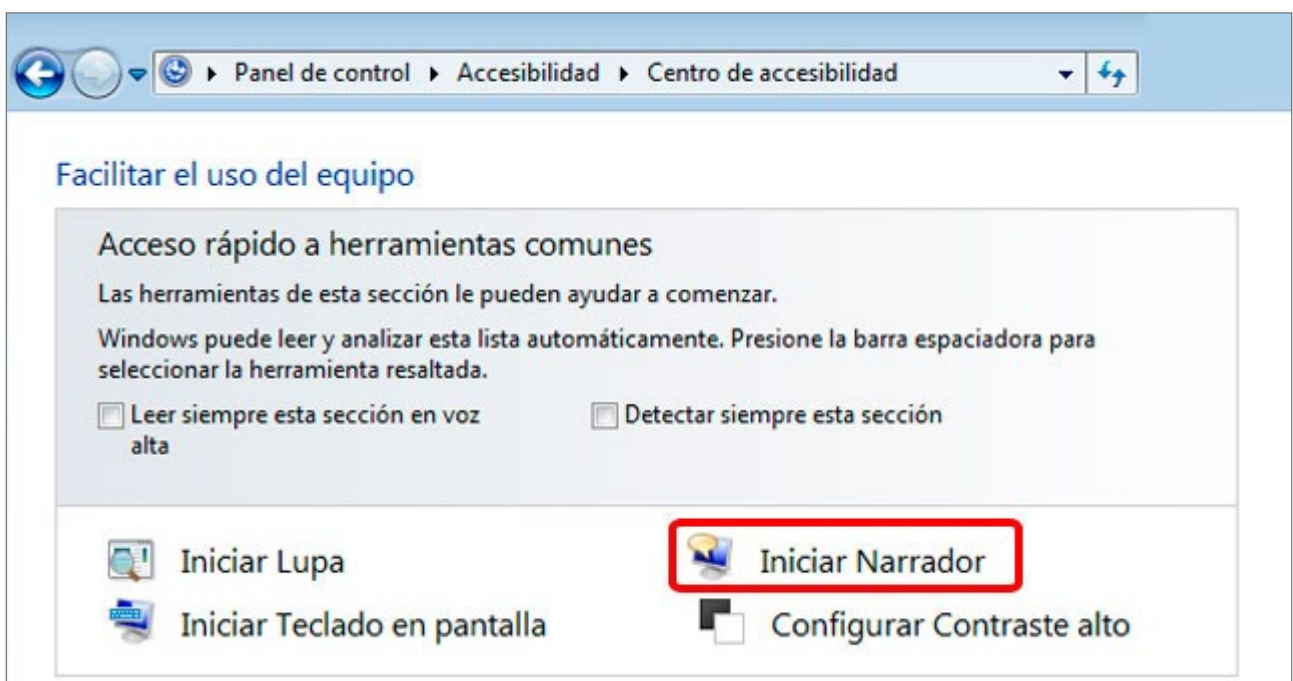 Panel de control Accesibilidad Centro de accesibilidad
Facilitar el uso del equipo
Acceso rápido a herramientas comunes
Las herramientas de esta sección le pueden ayudar a comenzar.
Windows puede leer y analizar esta lista automáticamente. Presione la barra espaciadora para
seleccionar la herramienta resaltada.
Leer siempre esta sección en voz
alta
Detectar siempre esta sección
Iniciar Lupa
Iniciar Narrador
Iniciar Teclado en pantalla
Configurar Contraste alto